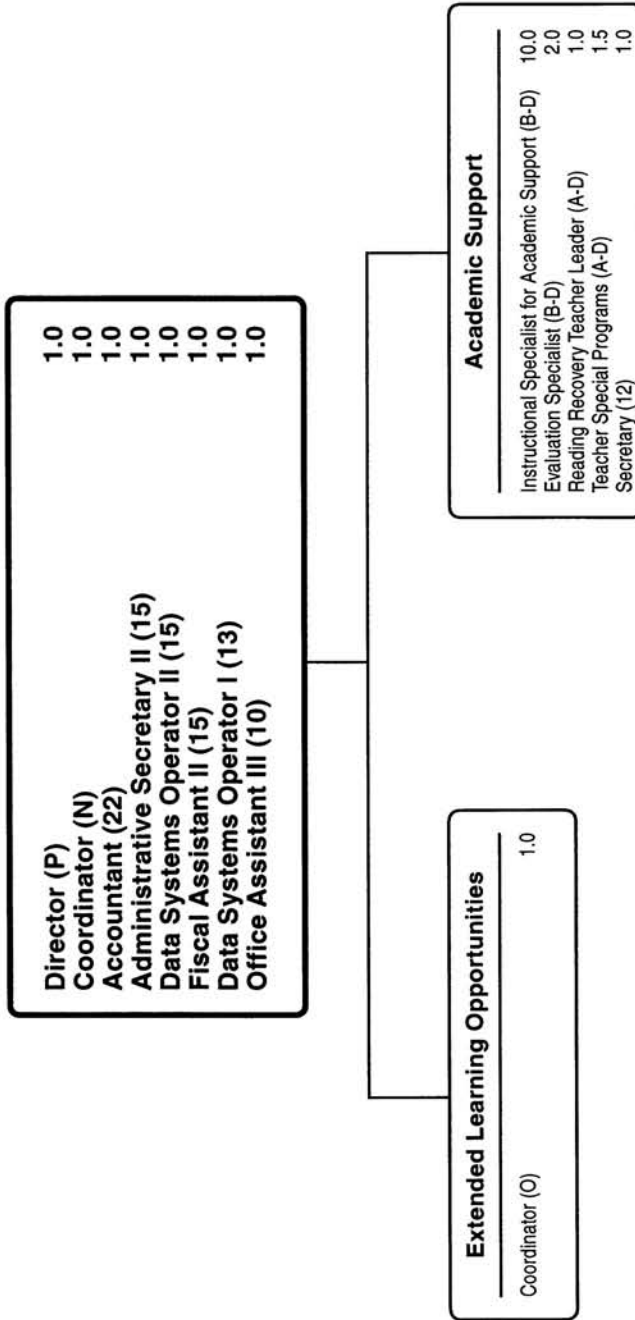 Director (P) 1.0
Coordinator (N) 1.0
Accountant (22) 1.0
Administrative Secretary II (15) 1.0
Data Systems Operator II (15) 1.0
Fiscal Assistant II (15) 1.0
Data Systems Operator I (13) 1.0
Office Assistant III (10) 1.0
Extended Learning Opportunities
Coordinator (O) 1.0
Academic Support
Instructional Specialist for Academic Support (B-D) 10.0
Evaluation Specialist (B-D) 2.0
Reading Recovery Teacher Leader (A-D) 1.0
Teacher Special Programs (A-D) 1.5
Secretary (12) 1.0